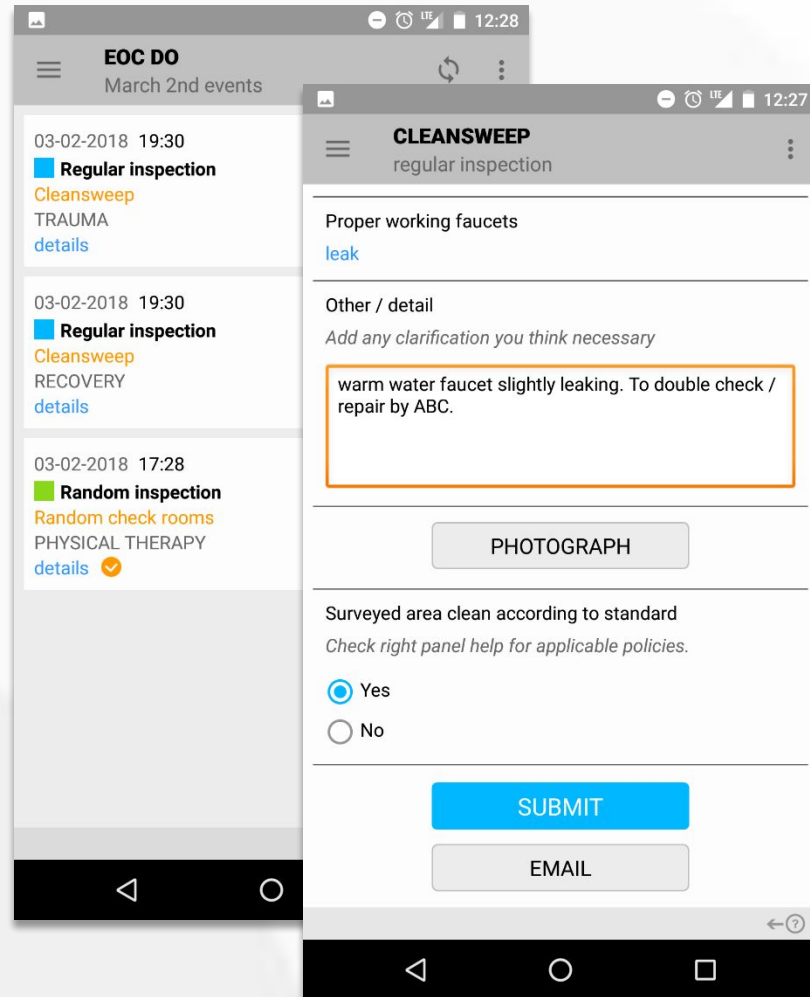 12:28
EOC DO
March 2nd events
03-02-2018 19:30
Regular inspection
Cleansweep
TRAUMA
details
03-02-2018 19:30
Regular inspection
Cleansweep
RECOVERY
details
03-02-2018 17:28
Random inspection
Random check rooms
PHYSICAL THERAPY
details
LTE 12:27
CLEANSWEEP
regular inspection
Proper working faucets
leak
Other / detail
Add any clarification you think necessary
warm water faucet slightly leaking. To double check /
repair by ABC.
PHOTOGRAPH
Surveyed area clean according to standard
Check right panel help for applicable policies.
Yes
No
SUBMIT
EMAIL